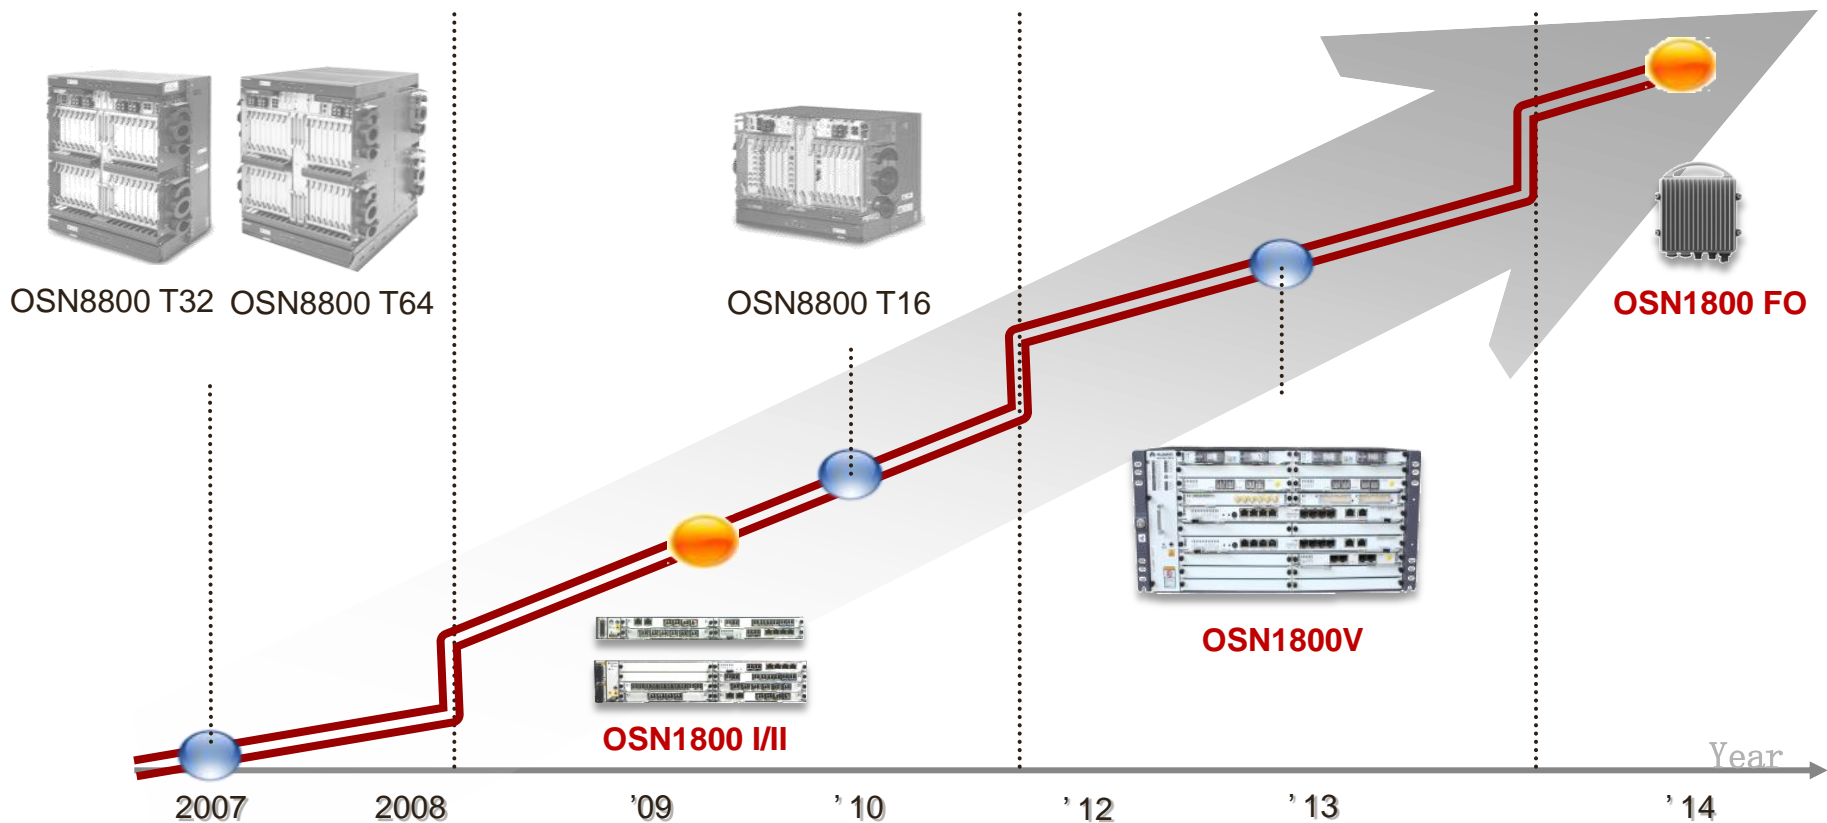 OSN8800 T32
OSN8800 T64
OSN8800 T16
OSN1800 FO
OSN1800V
OSN1800 I/II
Year
2007
2008
’09
’ 10
’ 12
’ 13
’ 14